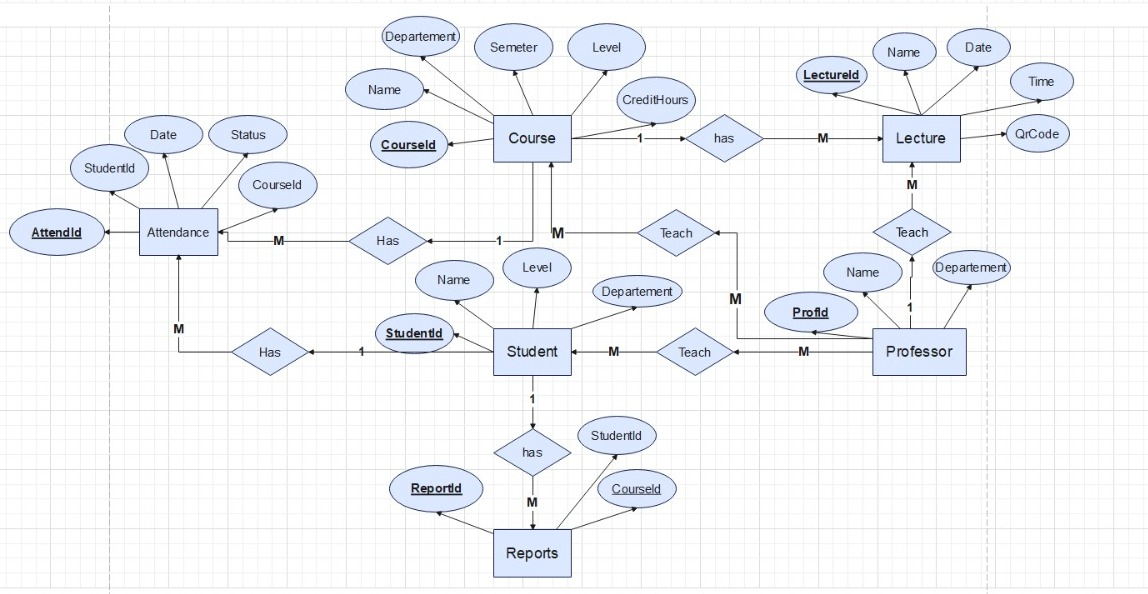 Departement
Semeter
Level
Name
CreditHours
CourseId
Course
1
has
M
LectureId
Name
Date
Time
QrCode
Lecture
Date
Status
StudentId
CourseId
AttendId
Attendance
M
Has
1
M
Teach
M
M
Teach
1
Name
Departement
ProfId
Professor
Name
Level
Departement
StudentId
Student
M
Has
1
M
Teach
M
1
has
M
StudentId
CourseId
ReportId
Reports